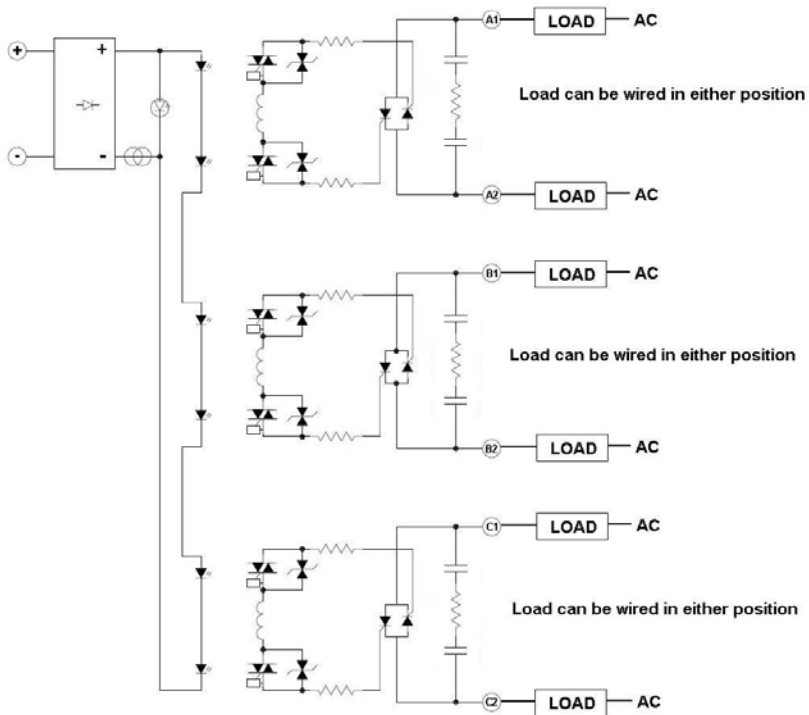 A1 LOAD AC
+ +
Load can be wired in either position
- -
A2 LOAD AC
B1 LOAD AC
Load can be wired in either position
B2 LOAD AC
C1 LOAD AC
Load can be wired in either position
C2 LOAD AC